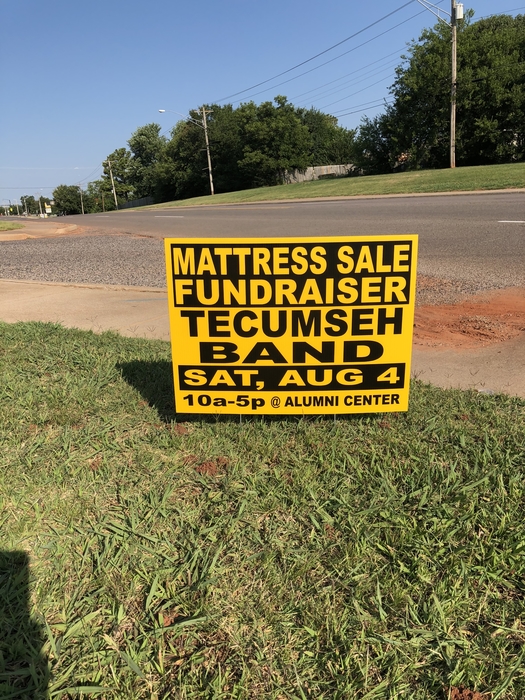 MATTRESS SALE
FUNDRAISER
TECUMSEH
BAND
SAT, AUG 4
10a-5p @ ALUMNI CENTER